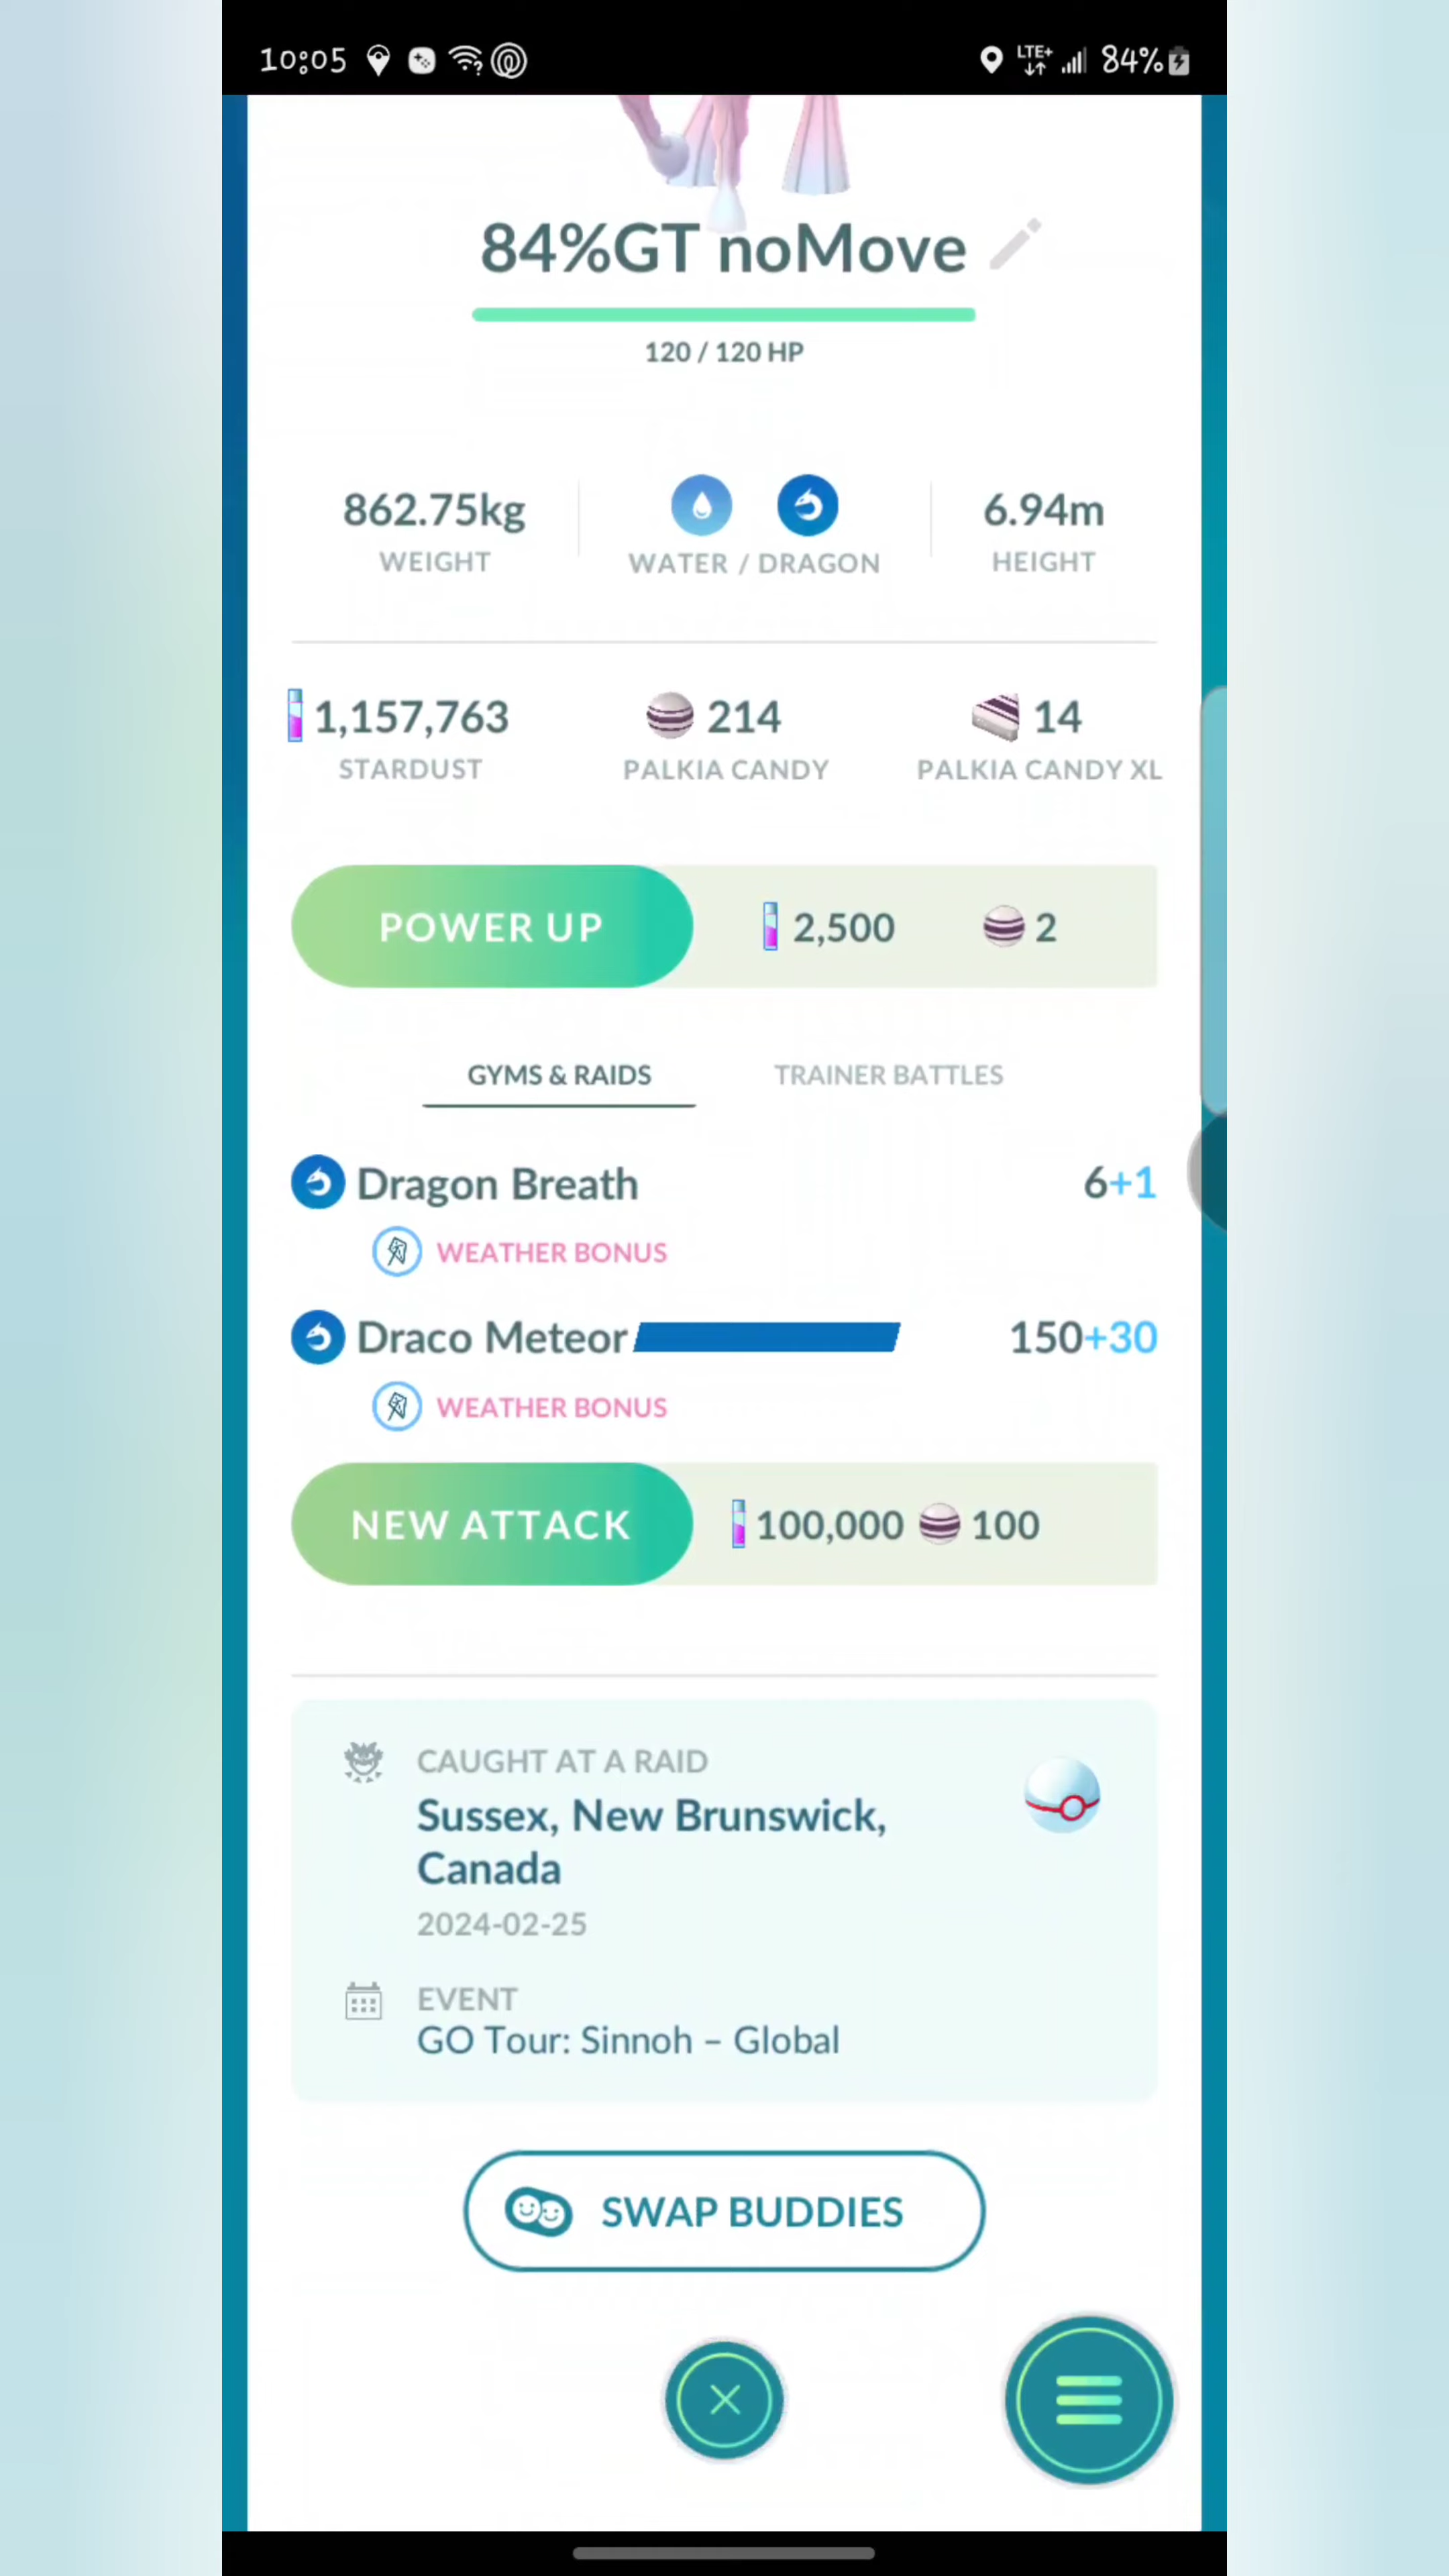 10:05 LTE+ 84%
84%GT noMove
120 / 120 HP
862.75kg
WEIGHT
WATER / DRAGON
6.94m
HEIGHT
1,157,763
STARDUST
214
PALKIA CANDY
14
PALKIA CANDY XL
POWER UP 2,500 2
GYMS & RAIDS TRAINER BATTLES
Dragon Breath 6+1
WEATHER BONUS
Draco Meteor 150+30
WEATHER BONUS
NEW ATTACK 100,000 100
CAUGHT AT A RAID
Sussex, New Brunswick,
Canada
2024-02-25
EVENT
GO Tour: Sinnoh – Global
SWAP BUDDIES